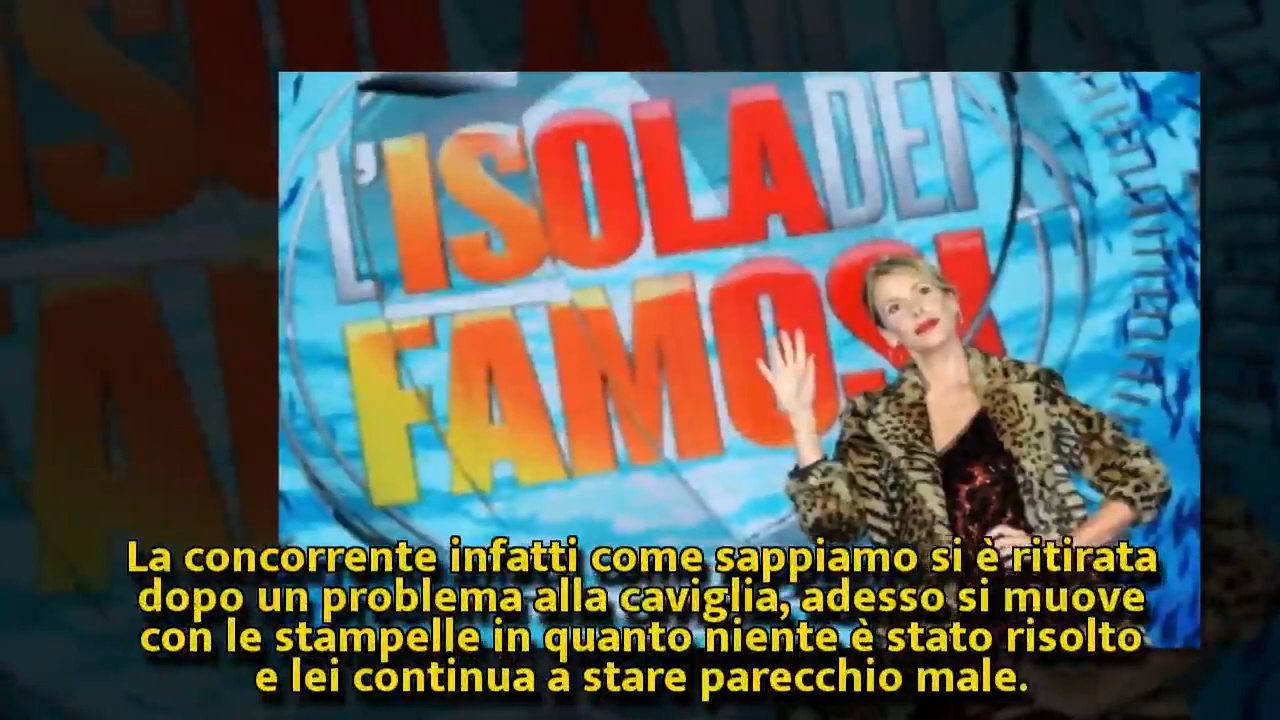 L'ISOLA DEI
FAMOSI
La concorrente infatti come sappiamo si è ritirata
dopo un problema alla caviglia, adesso si muove
con le stampelle in quanto niente è stato risolto
e lei continua a stare parecchio male.